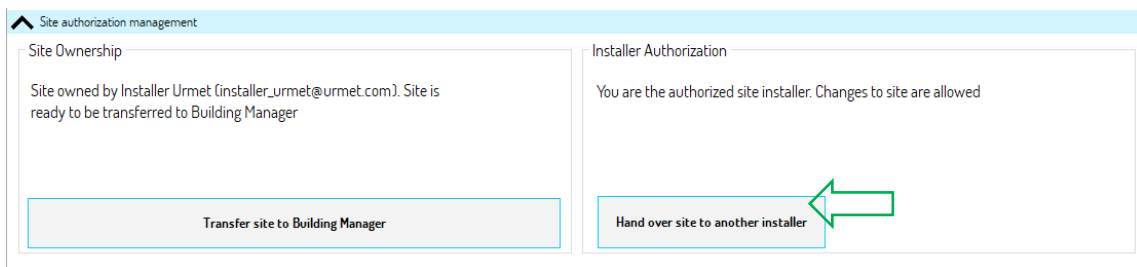 Site authorization management
Site Ownership
Site owned by Installer Urmet (installer_urmet@urmet.com). Site is
ready to be transferred to Building Manager
Transfer site to Building Manager
Installer Authorization
You are the authorized site installer. Changes to site are allowed
Hand over site to another installer